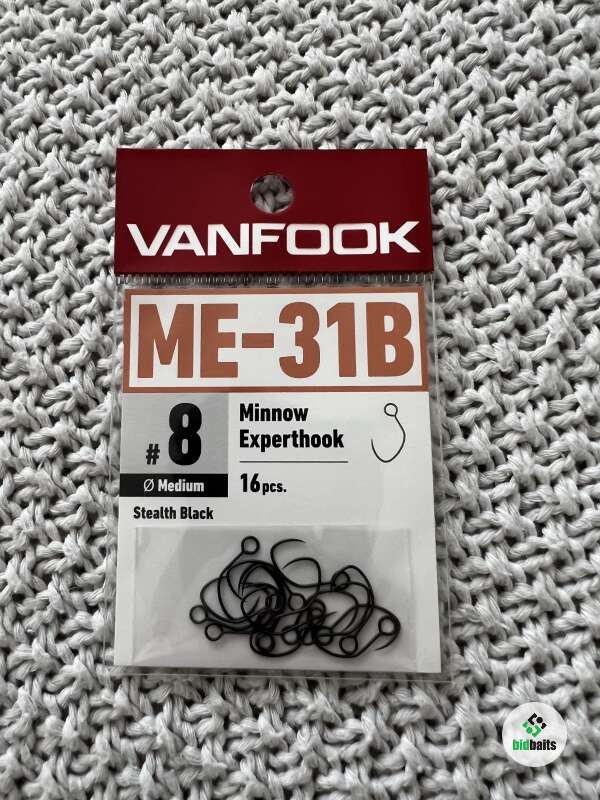 VANFOOK
ME-31B
#8
Ø Medium
Minnow
Experthook
16pcs.
Stealth Black
bidbaits